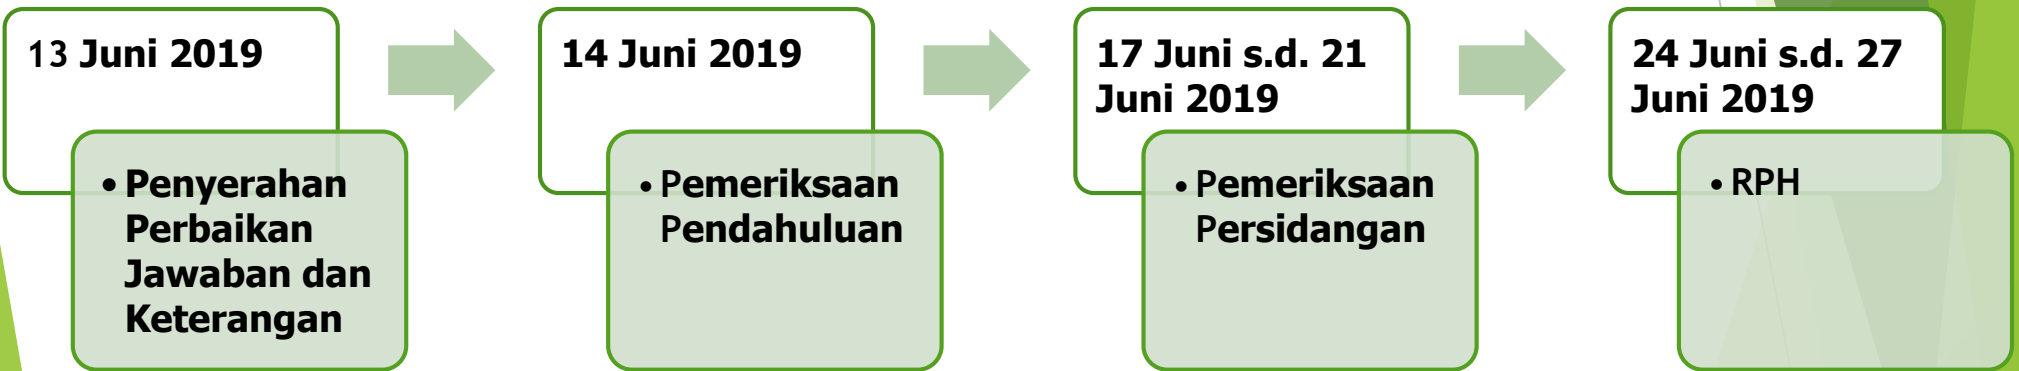 13 Juni 2019
• Penyerahan
Perbaikan
Jawaban dan
Keterangan
14 Juni 2019
• Pemeriksaan
Pendahuluan
17 Juni s.d. 21
Juni 2019
• Pemeriksaan
Persidangan
24 Juni s.d. 27
Juni 2019
• RPH